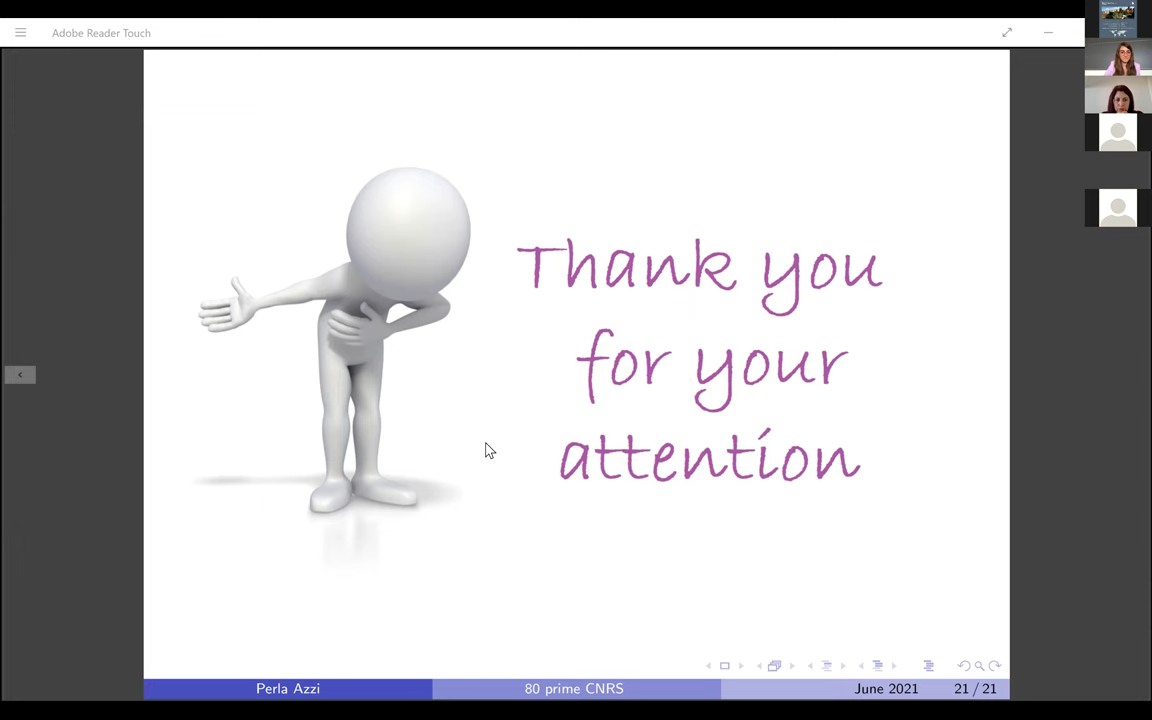 Adobe Reader Touch
Thank you
for your
attention
Perla Azzi
80 prime CNRS
June 2021
21 / 21